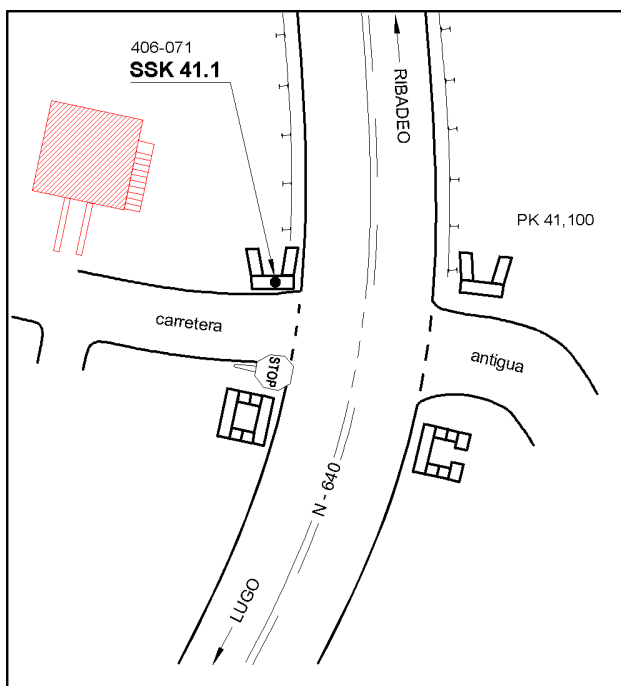 406-071
SSK 41.1
RIBADEO
PK 41,100
carretera
antigua
STOP
N - 640
LUGO